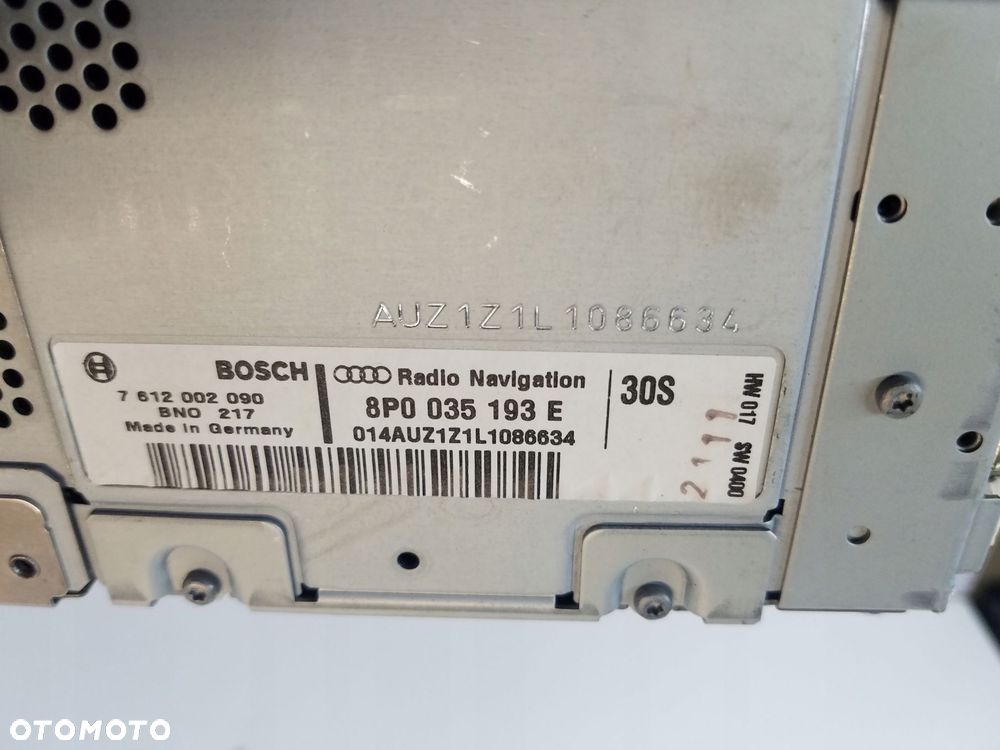 AUZ1Z1L1086634
BOSCH
7 612 002 090
BNO 217
Made in Germany
Radio Navigation
8P0 035 193 E
014AUZ1Z1L1086634
30S
HW 017 SW 0400
2199
OTOMOTO